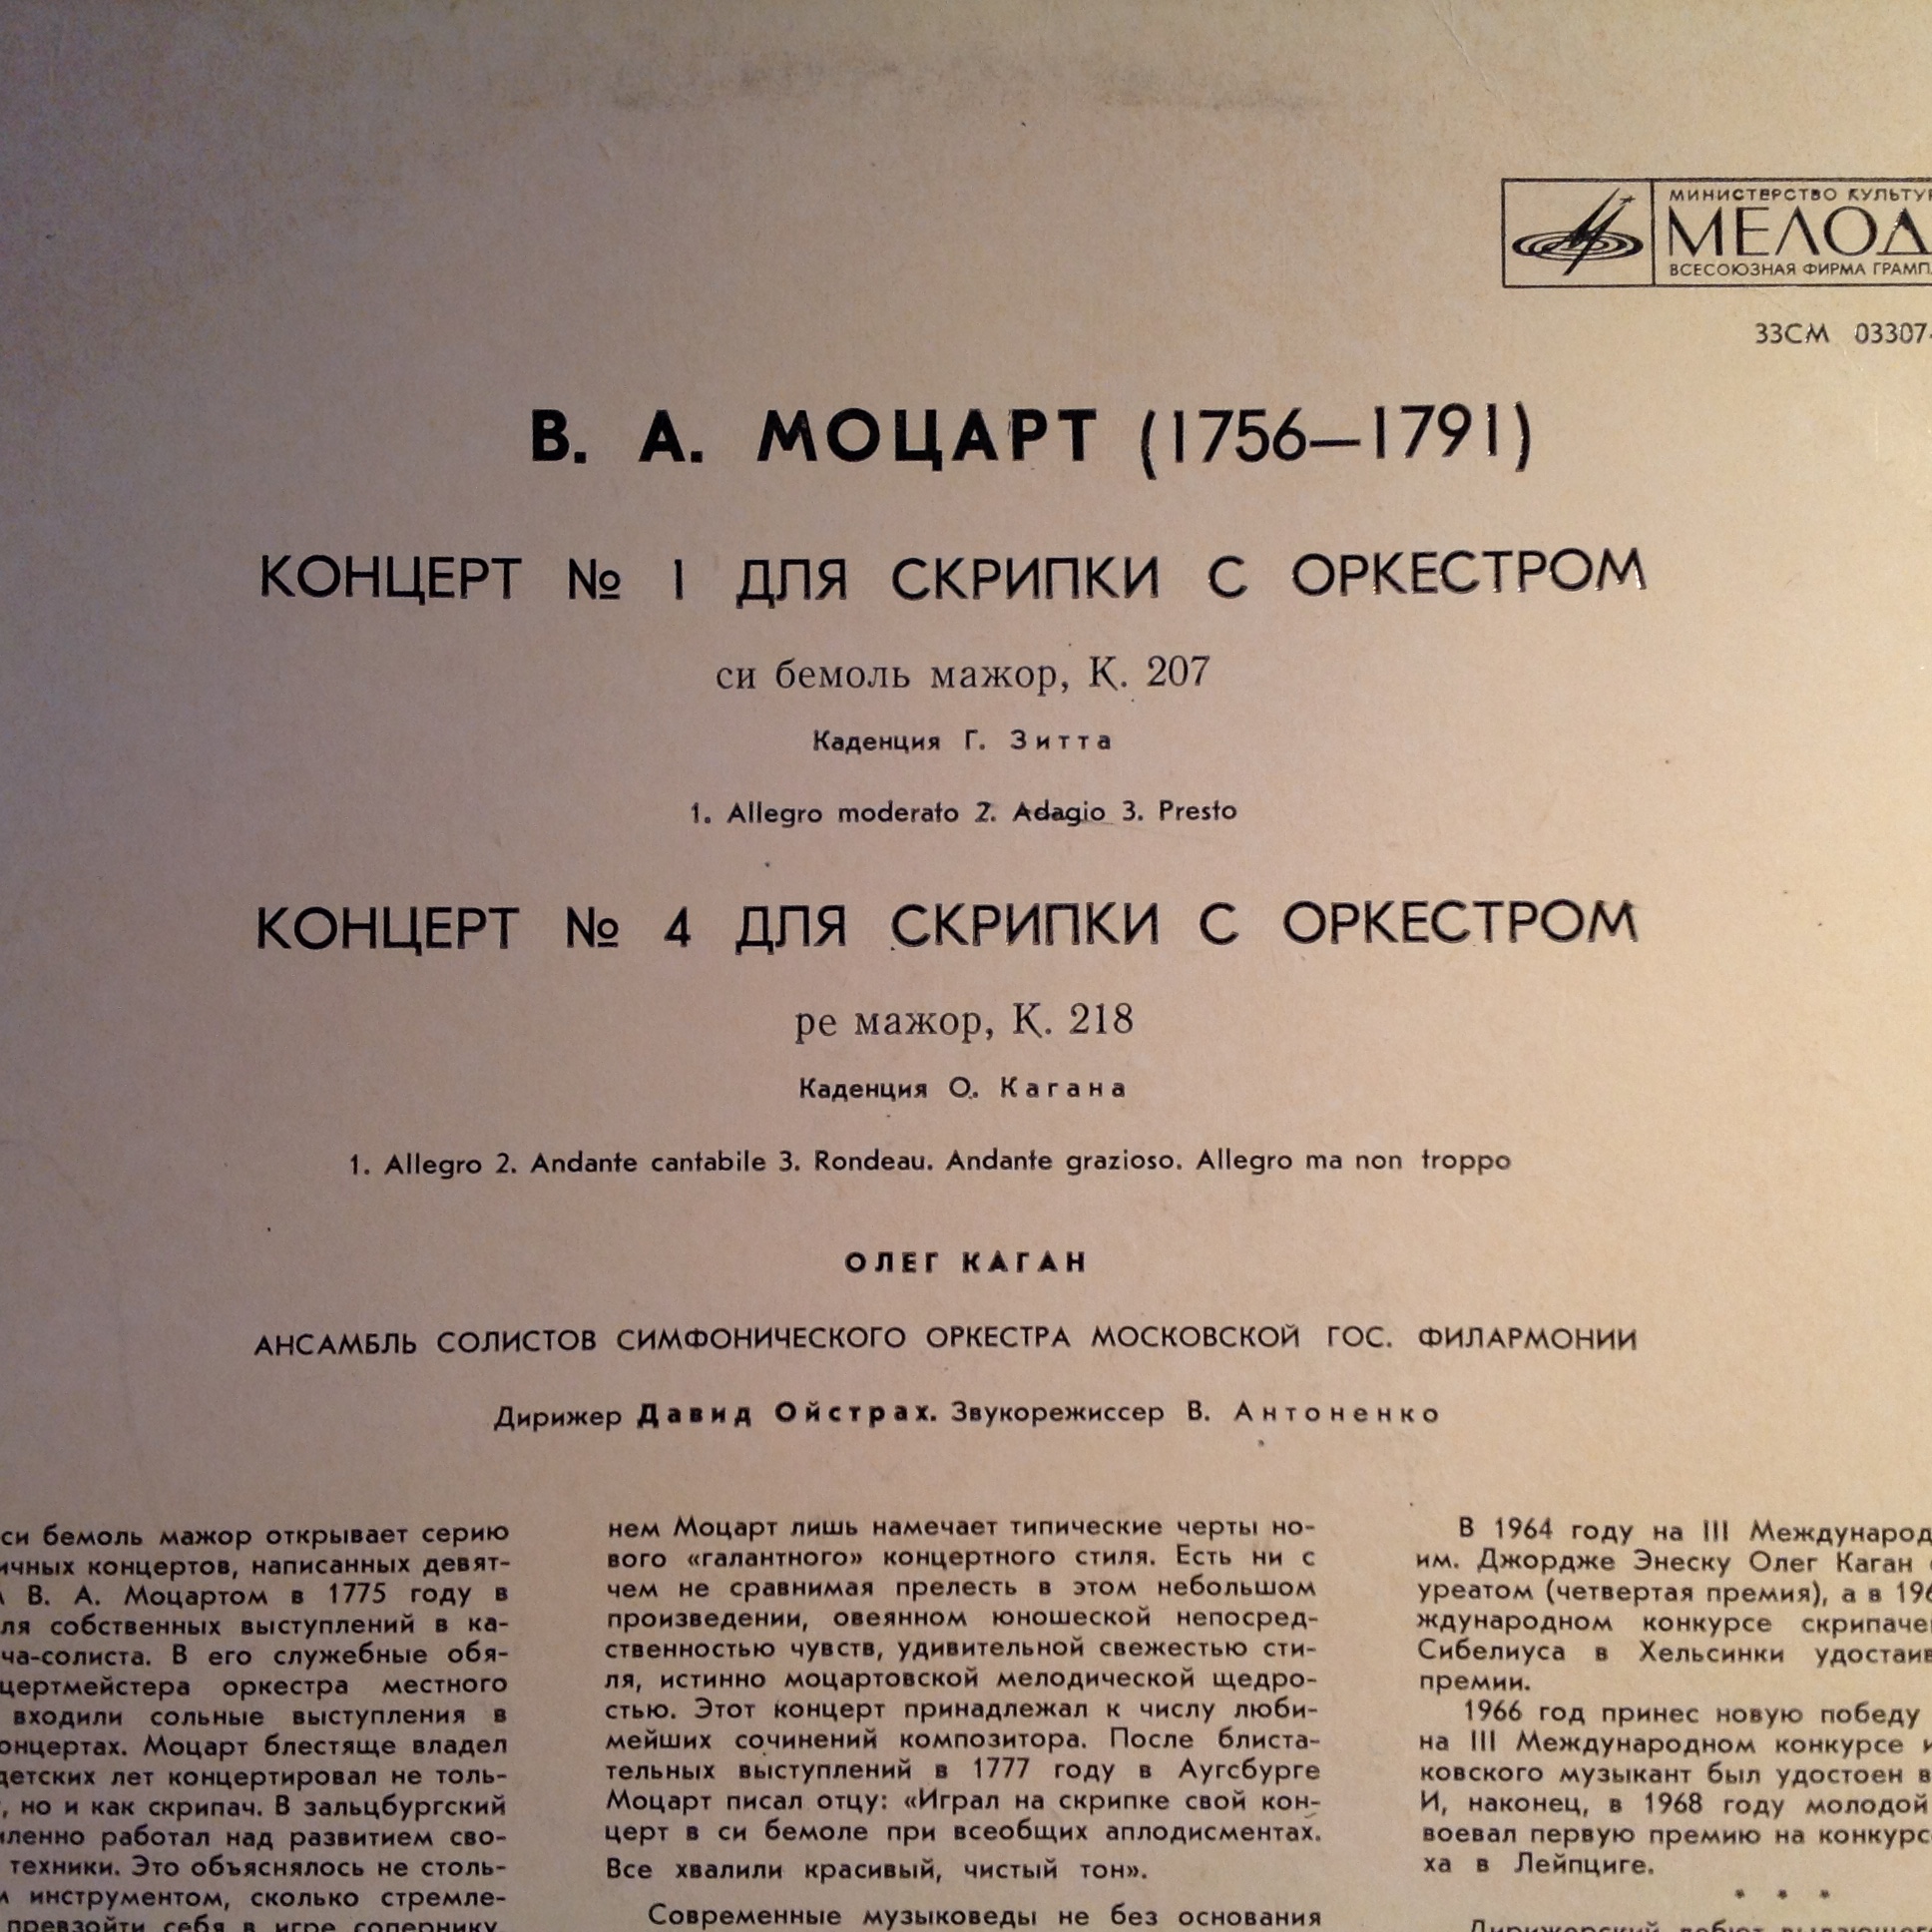 МИНИСТЕРСТВО
МЕЛОД
ВСЕСОЮЗНАЯ ФИРМА
33СМ
В. А. МОЦАРТ (1756—1791)
КОНЦЕРТ № 1 ДЛЯ СКРИПКИ С ОРКЕСТРОМ
си бемоль мажор, К. 207
Каденция Г. Зитта
1. Allegro moderato 2. Adagio 3. Presto
КОНЦЕРТ № 4 ДЛЯ СКРИПКИ С ОРКЕСТРОМ
ре мажор, К. 218
Каденция О. Кагана
1. Allegro 2. Andante cantabile 3. Rondeau. Andante grazioso. Allegro ma non troppo
ОЛЕГ КАГАН
АНСАМБЛЬ СОЛИСТОВ СИМФОНИЧЕСКОГО ОРКЕСТРА МОСКОВСКОЙ ГОС. ФИЛАРМОНИИ
Дирижер Давид Ойстрах. Звукорежиссер В. Антоненко
си бемоль мажор открывает серию
концертов, написанных девят-
В. А. Моцартом в 1775 году в
собственных выступлений в ка-
ча-солиста. В его служебные обя-
цертмейстера оркестра местного
входили сольные выступления в
онцертах. Моцарт блестяще владел
детских лет концертировал не толь-
, но и как скрипач. В зальцбургский
работал над развитием сво-
техники. Это объяснялось не столь-
инструментом, сколько стремле-
превзойти себя в игре сопернику.
нем Моцарт лишь намечает типические черты но-
вого «галантного» концертного стиля. Есть ни с
чем не сравнимая прелесть в этом небольшом
произведении, овеянном юношеской непосред-
ственностью чувств, удивительной свежестью сти-
ля, истинно моцартовской мелодической щедро-
стью. Этот концерт принадлежал к числу люби-
мейших сочинений композитора. После блиста-
тельных выступлений в 1777 году в Аугсбурге
Моцарт писал отцу: «Играл на скрипке свой кон-
церт в си бемоле при всеобщих аплодисментах.
Все хвалили красивый, чистый тон».
Современные музыковеды не без основания
В 1964 году на III Международ
им. Джордже Энеску Олег Каган
уреатом (четвертая премия), а в 196
ждународном конкурсе скрипаче
Сибелиуса в Хельсинки удостаив
премии.
1966 год принес новую победу
на III Международном конкурсе
ковского музыкант был удостоен в
И, наконец, в 1968 году молодой
воевал первую премию на конкурс
ха в Лейпциге.
* * *
Дирижерский дебют